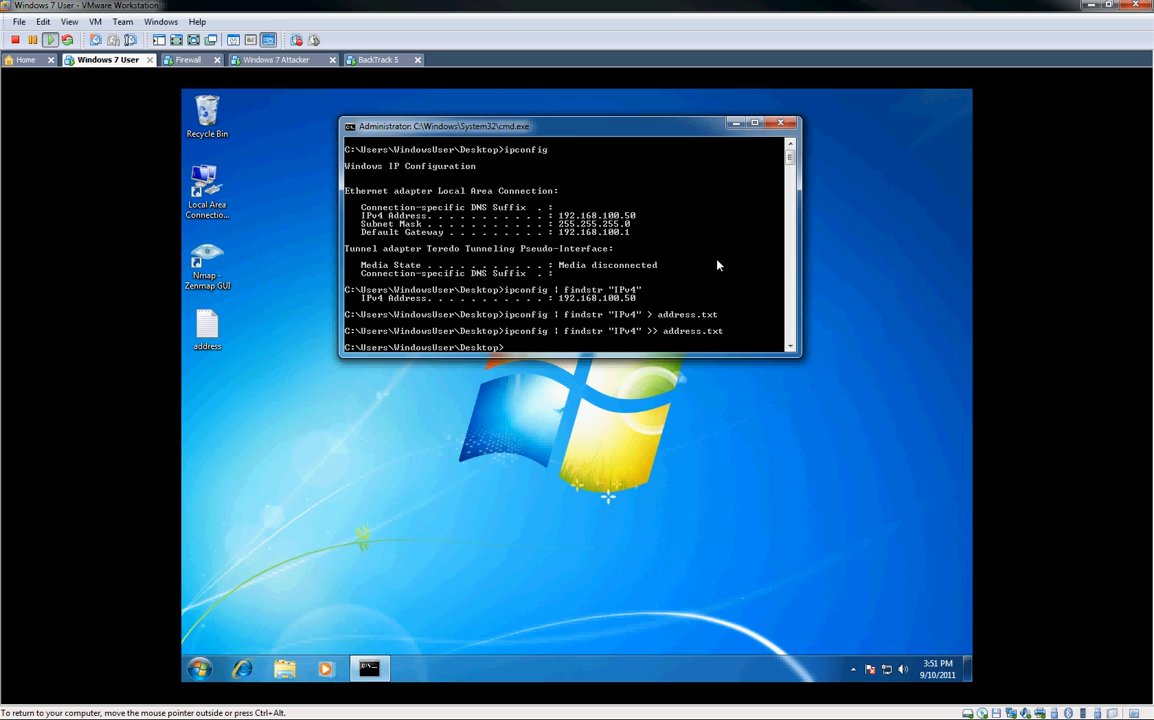 Windows 7 User - VMware Workstation
File Edit View VM Team Windows Help
Home Windows 7 User Firewall Windows 7 Attacker BackTrack 5
Recycle Bin
Local Area
Connectio...
Nmap -
Zenmap GUI
address
Administrator: C:\Windows\System32\cmd.exe
C:\Users\WindowsUser\Desktop>ipconfig
Windows IP Configuration
Ethernet adapter Local Area Connection:
Connection-specific DNS Suffix . :
IPv4 Address. . . . . . . . . . . : 192.168.100.50
Subnet Mask . . . . . . . . . . . : 255.255.255.0
Default Gateway . . . . . . . . . : 192.168.100.1
Tunnel adapter Teredo Tunneling Pseudo-Interface:
Media State . . . . . . . . . . . : Media disconnected
Connection-specific DNS Suffix . :
C:\Users\WindowsUser\Desktop>ipconfig | findstr "IPv4"
IPv4 Address. . . . . . . . . . . : 192.168.100.50
C:\Users\WindowsUser\Desktop>ipconfig | findstr "IPv4" > address.txt
C:\Users\WindowsUser\Desktop>ipconfig | findstr "IPv4" >> address.txt
C:\Users\WindowsUser\Desktop>
3:51 PM
9/10/2011
To return to your computer, move the mouse pointer outside or press Ctrl+Alt.